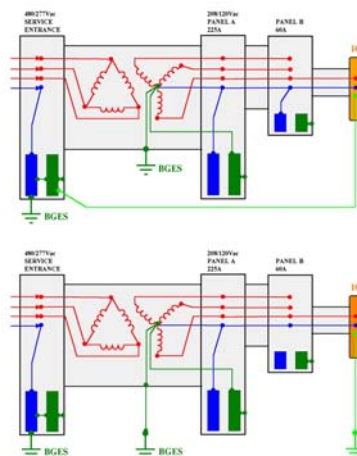 480/277Vac
SERVICE
ENTRANCE
208/120Vac
PANEL A
225A
PANEL B
60A
BGES
BGES
480/277Vac
SERVICE
ENTRANCE
208/120Vac
PANEL A
225A
PANEL B
60A
BGES
BGES